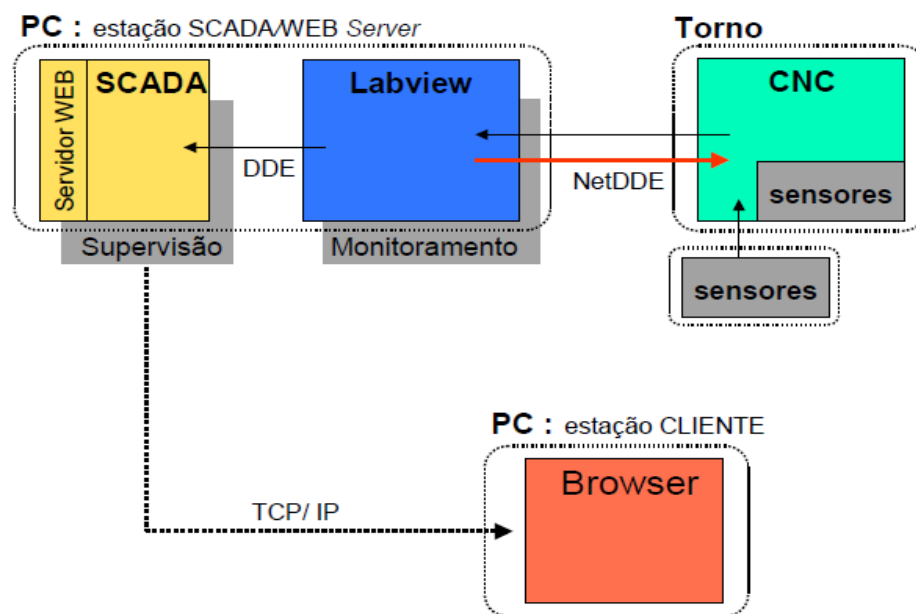 PC : estação SCADA/WEB Server
Torno
Servidor WEB
SCADA
Labview
CNC
DDE
NetDDE
sensores
Supervisão
Monitoramento
sensores
PC : estação CLIENTE
Browser
TCP/ IP